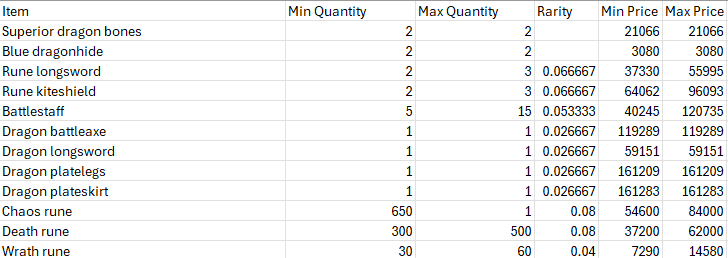 Item Min Quantity Max Quantity Rarity Min Price Max Price
Superior dragon bones 2 2 21066 21066
Blue dragonhide 2 2 3080 3080
Rune longsword 2 3 0.066667 37330 55995
Rune kiteshield 2 3 0.066667 64062 96093
Battlestaff 5 15 0.053333 40245 120735
Dragon battleaxe 1 1 0.026667 119289 119289
Dragon longsword 1 1 0.026667 59151 59151
Dragon platelegs 1 1 0.026667 161209 161209
Dragon plateskirt 1 1 0.026667 161283 161283
Chaos rune 650 1 0.08 54600 84000
Death rune 300 500 0.08 37200 62000
Wrath rune 30 60 0.04 7290 14580